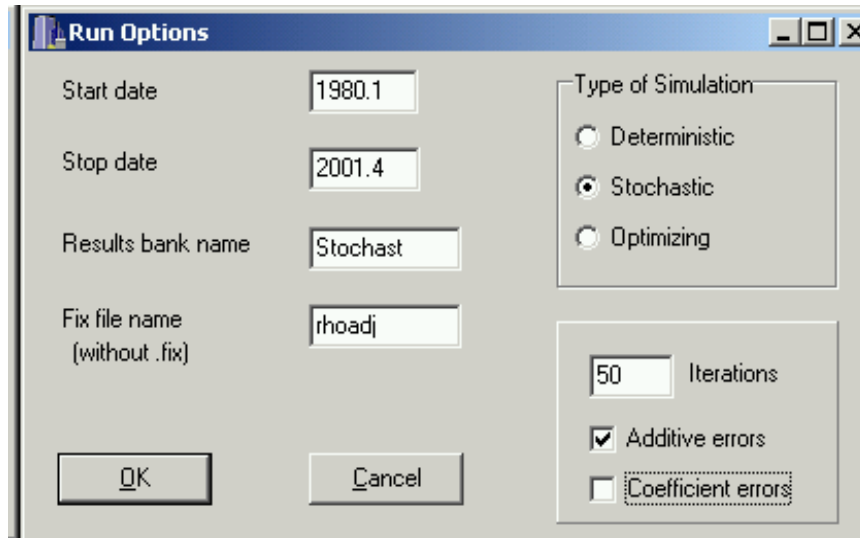 Run Options
Start date 1980.1
Stop date 2001.4
Results bank name Stochast
Fix file name rhoadj
(without .fix)
OK Cancel
Type of Simulation
Deterministic
Stochastic
Optimizing
50 Iterations
Additive errors
Coefficient errors